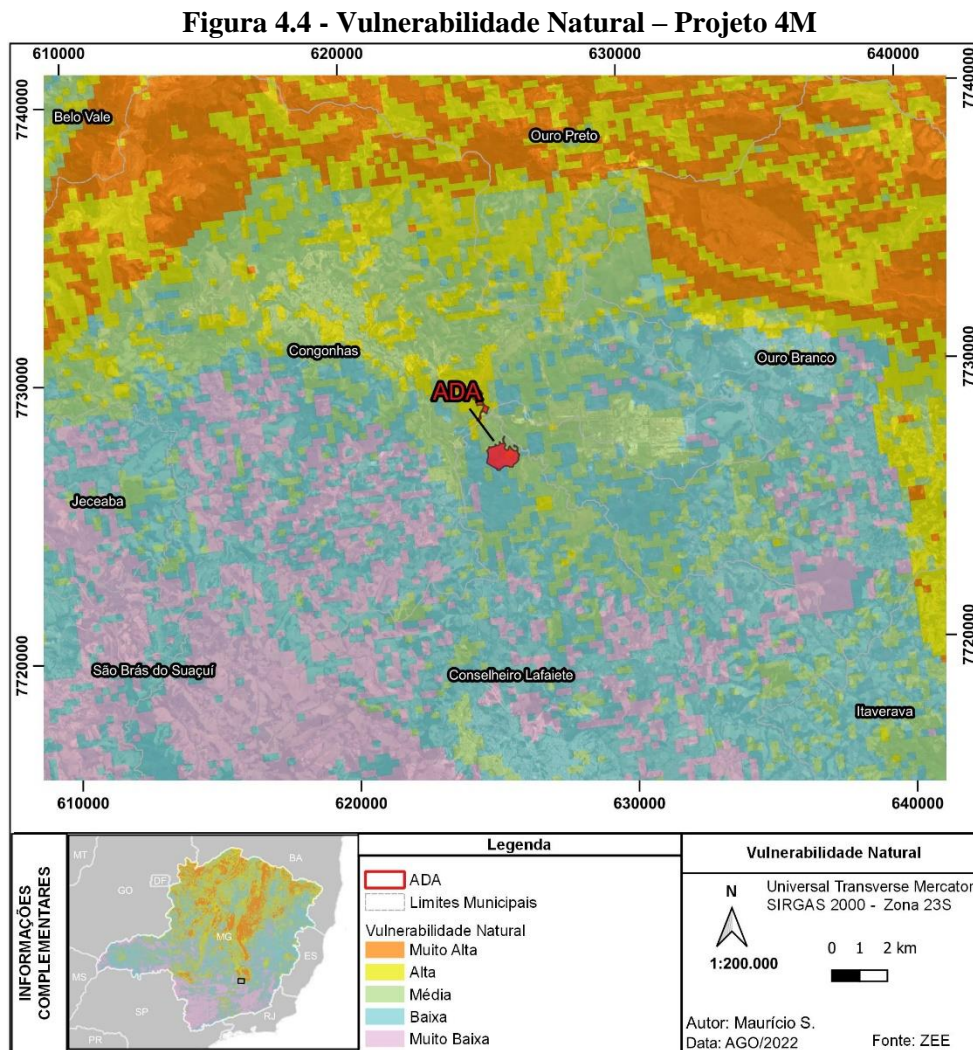 Figura 4.4 - Vulnerabilidade Natural – Projeto 4M
610000 620000 630000 640000
7740000 7740000
Belo Vale
Ouro Preto
Congonhas
Ouro Branco
7730000 7730000
ADA
Jeceaba
7720000 7720000
São Brás do Suaçuí
Conselheiro Lafaiete
Itaverava
610000 620000 630000 640000
INFORMAÇÕES
COMPLEMENTARES
MT
BA
GO
DF
MG
ES
MS
SP
RJ
PR
Legenda
ADA
Limites Municipais
Vulnerabilidade Natural
Muito Alta
Alta
Média
Baixa
Muito Baixa
Vulnerabilidade Natural
N
1:200.000
Universal Transverse Mercator
SIRGAS 2000 - Zona 23S
0 1 2 km
Autor: Maurício S.
Data: AGO/2022 Fonte: ZEE